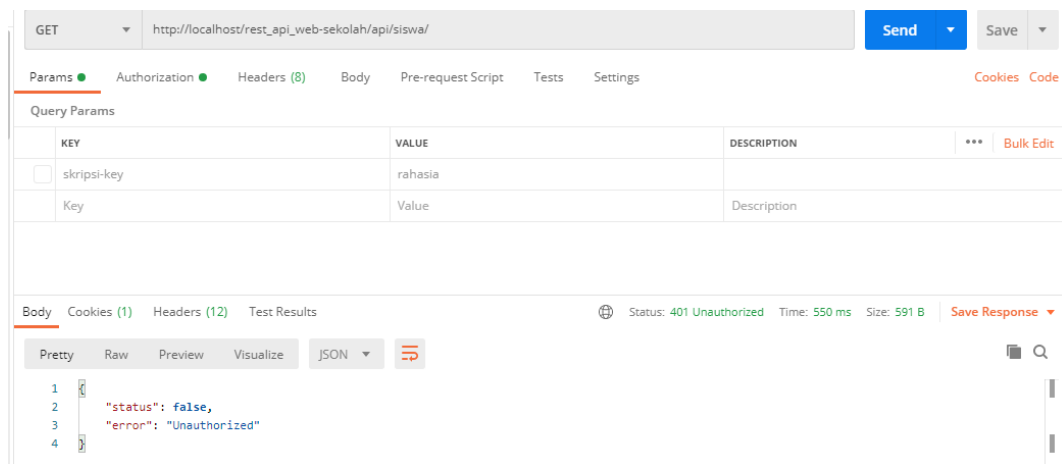 GET http://localhost/rest_api_web-sekolah/api/siswa/ Send Save
Params Authorization Headers (8) Body Pre-request Script Tests Settings Cookies Code
Query Params
KEY VALUE DESCRIPTION ••• Bulk Edit
skripsi-key rahasia
Key Value Description
Body Cookies (1) Headers (12) Test Results Status: 401 Unauthorized Time: 550 ms Size: 591 B Save Response
Pretty Raw Preview Visualize JSON
1 {
2 "status": false,
3 "error": "Unauthorized"
4 }